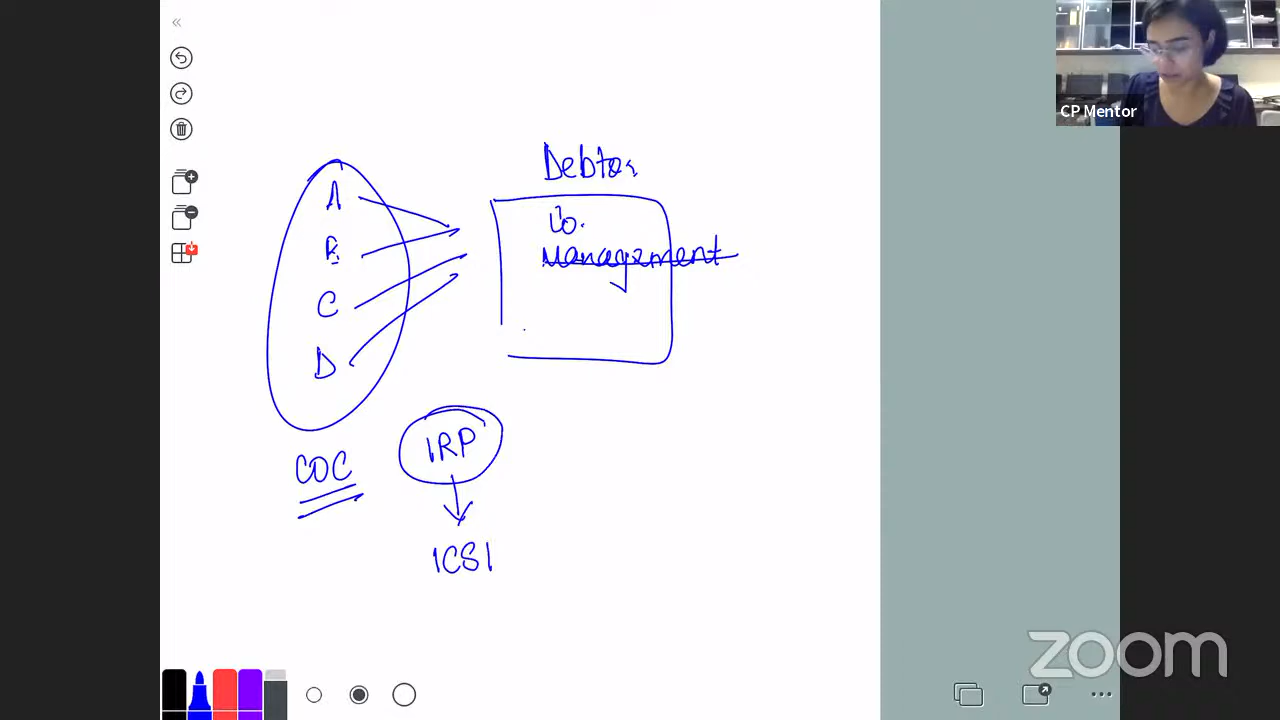 CP Mentor
Debtor
A
Co.
B
Management
C
D
IRP
COC
ICSI
zoom